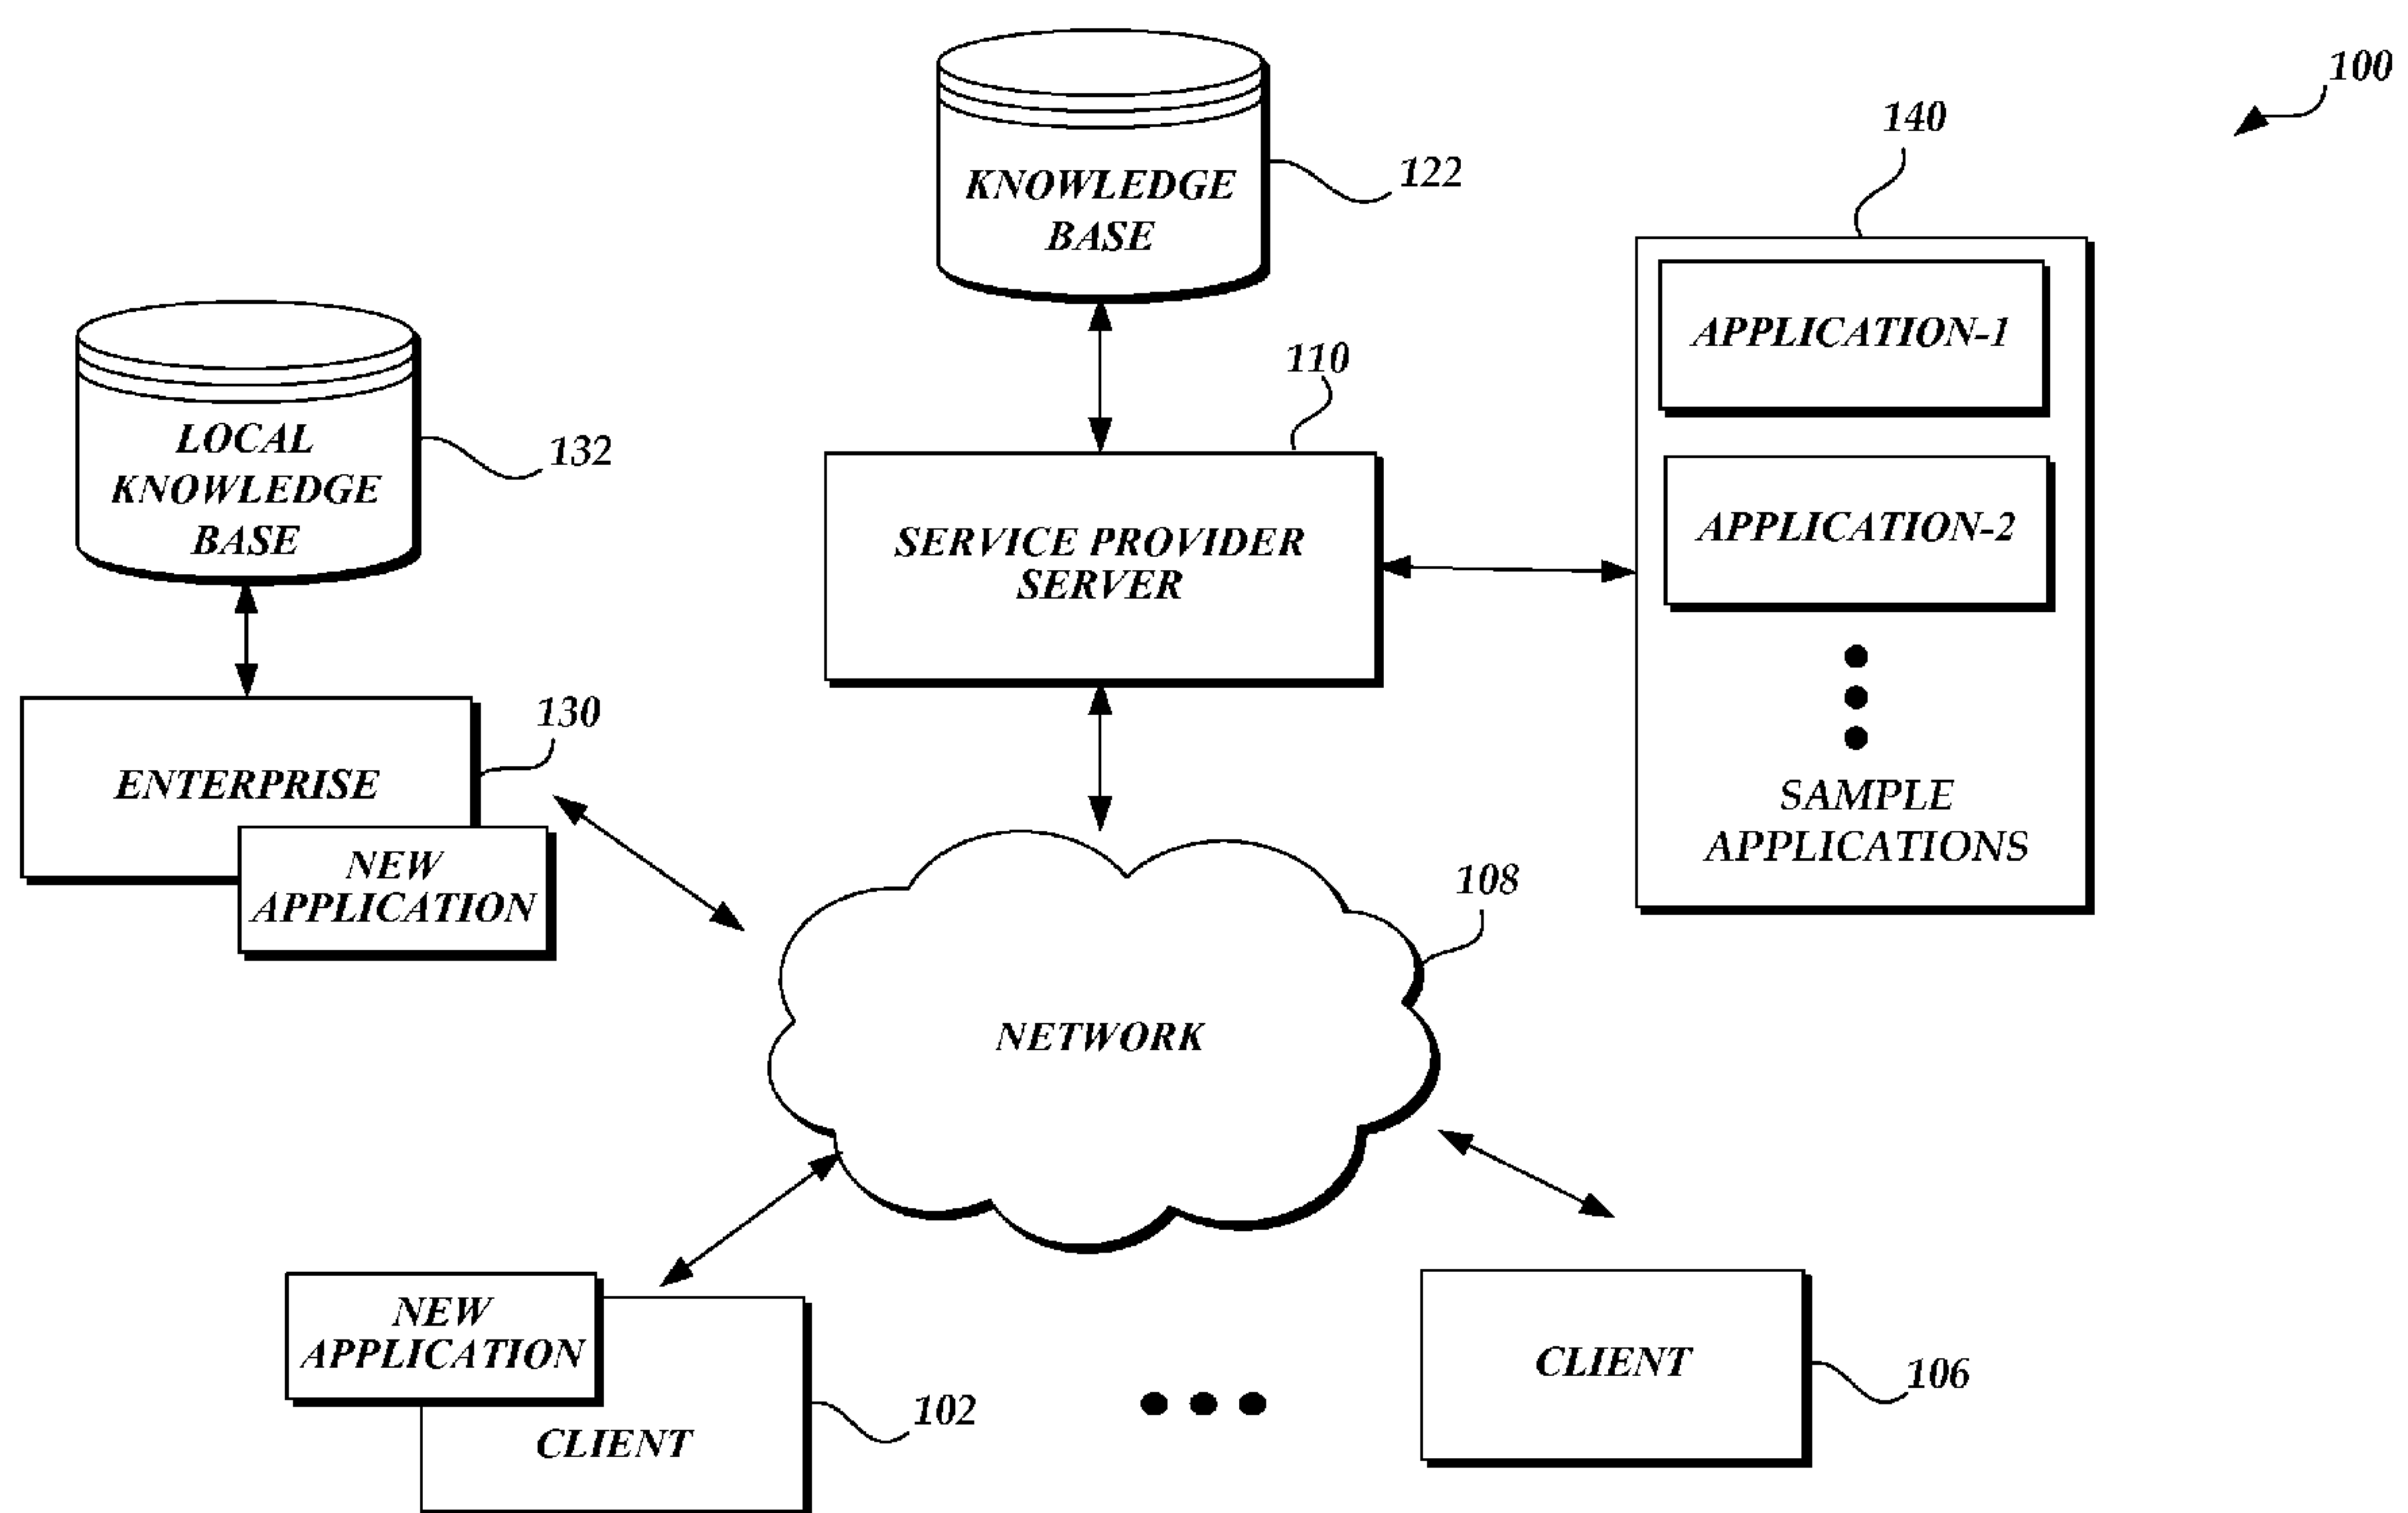 100
140
KNOWLEDGE
BASE
122
APPLICATION-1
110
LOCAL
KNOWLEDGE
BASE
132
SERVICE PROVIDER
SERVER
APPLICATION-2
130
ENTERPRISE
NEW
APPLICATION
SAMPLE
APPLICATIONS
108
NETWORK
NEW
APPLICATION
CLIENT
102
CLIENT
106